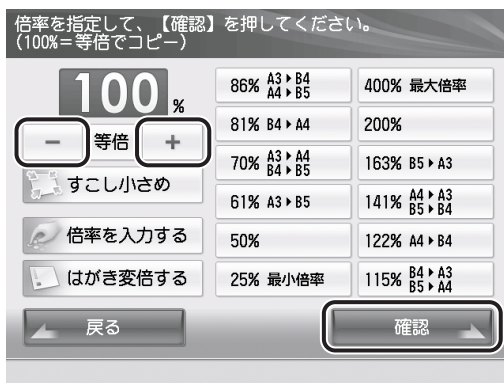 倍率を指定して、【確認】を押してください。
(100%=等倍でコピー)
100 %
- 等倍 +
すこし小さめ
倍率を入力する
はがき変倍する
86% A3▶B4
A4▶B5
81% B4▶A4
70% A3▶A4
B4▶B5
61% A3▶B5
50%
25% 最小倍率
400% 最大倍率
200%
163% B5▶A3
141% A4▶A3
B5▶B4
122% A4▶B4
115% B4▶A3
B5▶A4
戻る
確認